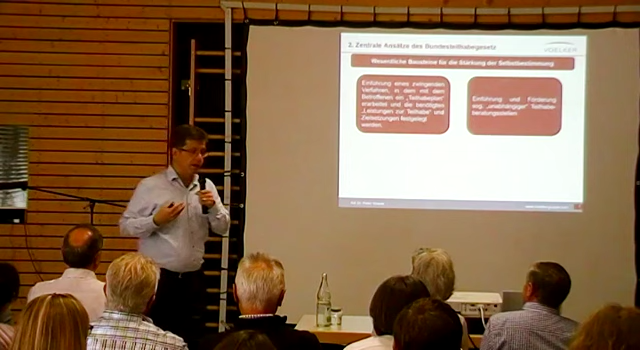 2. Zentrale Ansätze des Bundesteilhabegesetz
VOELKER
Wesentliche Bausteine für die Stärkung der Selbstbestimmung
Einführung eines zwingenden
Verfahren, in dem mit dem
Betroffenen ein „Teilhabeplan"
erarbeitet und die benötigten
„Leistungen zur Teilhabe" und
Zielsetzungen festgelegt
werden.
Einführung und Förderung
sog. „unabhängiger" Teilhabe-
beratungsstellen.